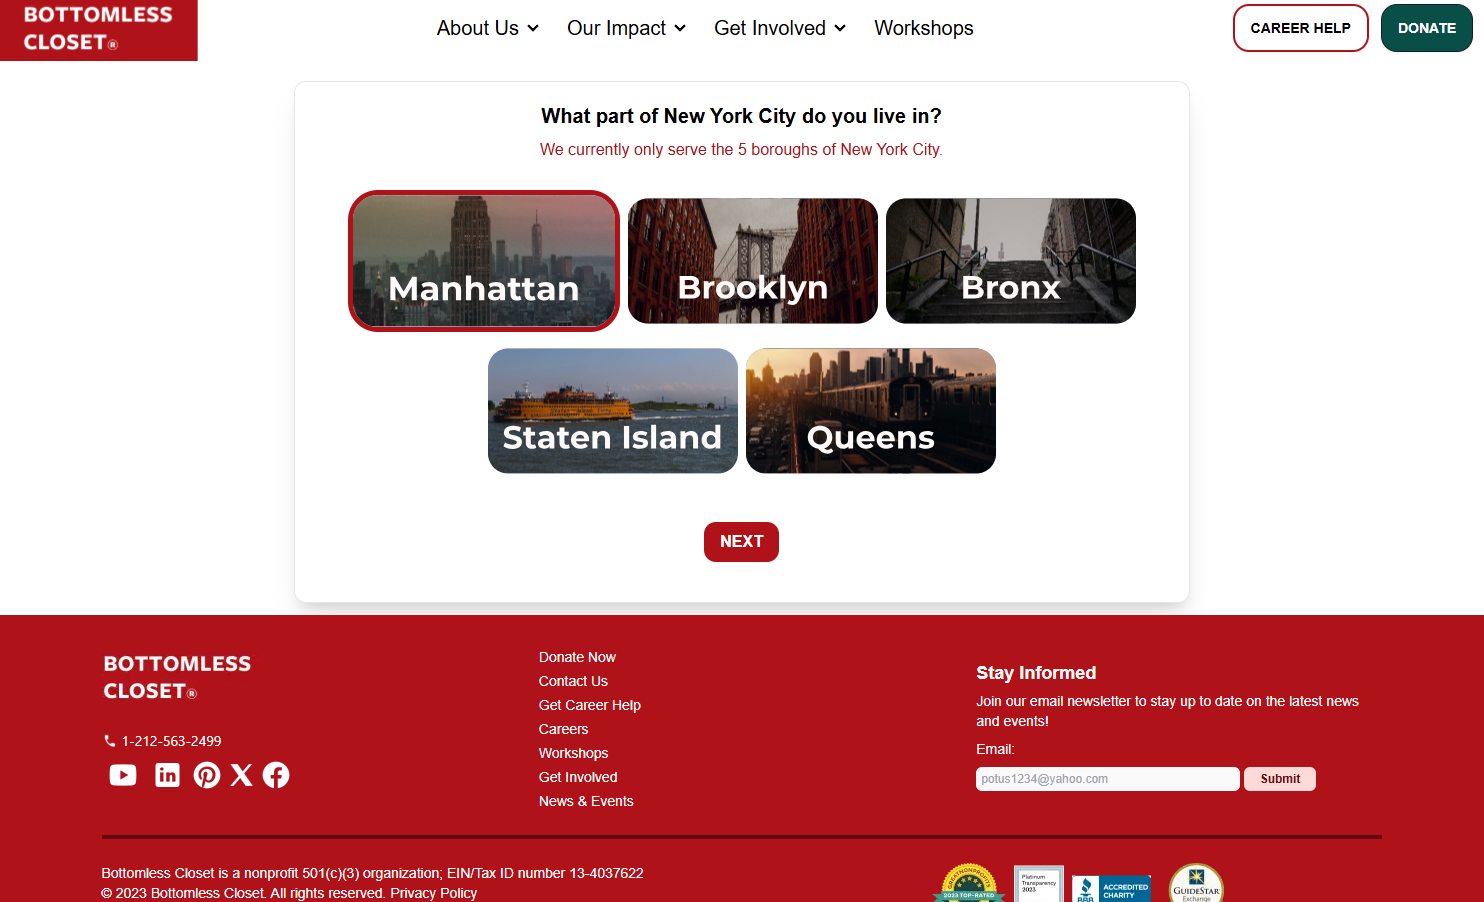 BOTTOMLESS
CLOSET®
About Us
Our Impact
Get Involved
Workshops
CAREER HELP
DONATE
What part of New York City do you live in?
We currently only serve the 5 boroughs of New York City.
Manhattan
Brooklyn
Bronx
Staten Island
Queens
NEXT
BOTTOMLESS
CLOSET®
1-212-563-2499
Donate Now
Contact Us
Get Career Help
Careers
Workshops
Get Involved
News & Events
Stay Informed
Join our email newsletter to stay up to date on the latest news
and events!
Email:
potus1234@yahoo.com
Submit
Bottomless Closet is a nonprofit 501(c)(3) organization; EIN/Tax ID number 13-4037622
© 2023 Bottomless Closet. All rights reserved. Privacy Policy
GREATNONPROFITS
2023 TOP-RATED
Platinum
Transparency
2023
BBB
ACCREDITED
CHARITY
GUIDESTAR
Exchange